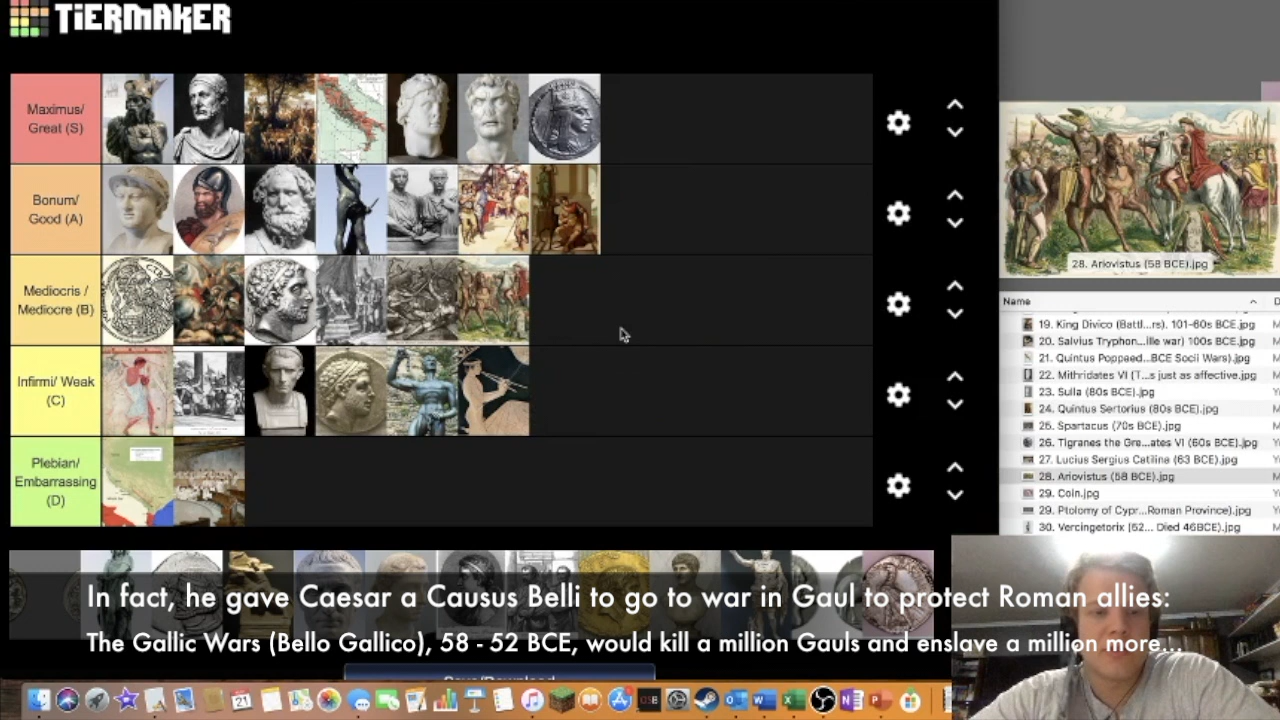 TiERMAKER
Maximus/
Great (S)
Bonum/
Good (A)
Mediocris /
Mediocre (B)
Infirmi/ Weak
(C)
Plebian/
Embarrassing
(D)
28. Ariovistus (58 BCE).jpg
Name
19. King Divico (Battl...rs). 101-60s BCE.jpg
20. Salvius Tryphon...ille war) 100s BCE.jpg
21. Quintus Poppaed...BCE Socii Wars).jpg
22. Mithridates VI (T...s just as affective.jpg
23. Sulla (80s BCE).jpg
24. Quintus Sertorius (80s BCE).jpg
25. Spartacus (70s BCE).jpg
26. Tigranes the Gre...ates VI (60s BCE).jpg
27. Lucius Sergius Catilina (63 BCE).jpg
28. Ariovistus (58 BCE).jpg
29. Coin.jpg
29. Ptolomy of Cypr...Roman Province).jpg
30. Vercingetorix (52... Died 46BCE).jpg
In fact, he gave Caesar a Causus Belli to go to war in Gaul to protect Roman allies:
The Gallic Wars (Bello Gallico), 58 - 52 BCE, would kill a million Gauls and enslave a million more...
Save/Download
21